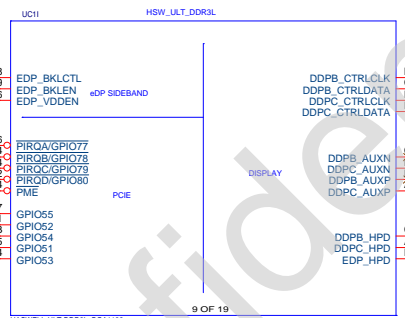 UC1I
HSW_ULT_DDR3L
EDP_BKLCTL
EDP_BKLEN
EDP_VDDEN
eDP SIDEBAND
DDPB_CTRLCLK
DDPB_CTRLDATA
DDPC_CTRLCLK
DDPC_CTRLDATA
PIRQA/GPIO77
PIRQB/GPIO78
PIRQC/GPIO79
PIRQD/GPIO80
PME
PCIE
DISPLAY
DDPB_AUXN
DDPC_AUXN
DDPB_AUXP
DDPC_AUXP
GPIO55
GPIO52
GPIO54
GPIO51
GPIO53
DDPB_HPD
DDPC_HPD
EDP_HPD
9 OF 19